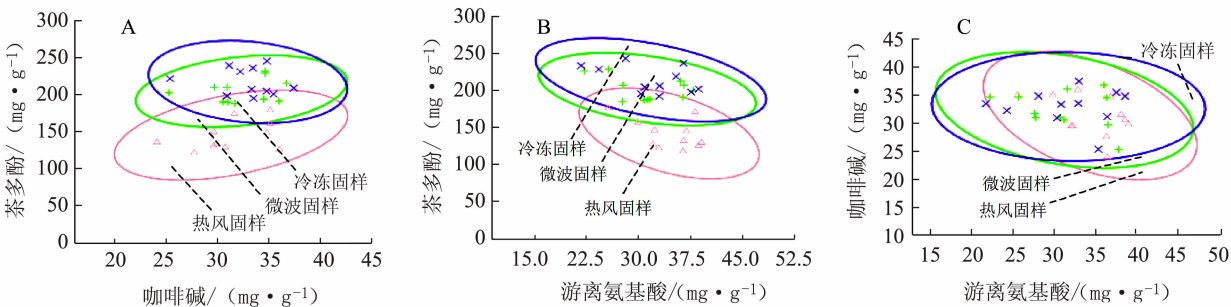 A
茶多酚/（mg·g⁻¹）
300
250
200
150
100
50
0
冷冻固样
微波固样
热风固样
20 25 30 35 40 45
咖啡碱/（mg·g⁻¹）
B
茶多酚/（mg·g⁻¹）
300
250
200
150
100
50
0
冷冻固样
微波固样
热风固样
15.0 22.5 30.0 37.5 45.0 52.5
游离氨基酸/(mg·g⁻¹)
C
咖啡碱/（mg·g⁻¹）
45
40
35
30
25
20
15
10
冷冻固样
微波固样
热风固样
15 20 25 30 35 40 45 50
游离氨基酸/(mg·g⁻¹)